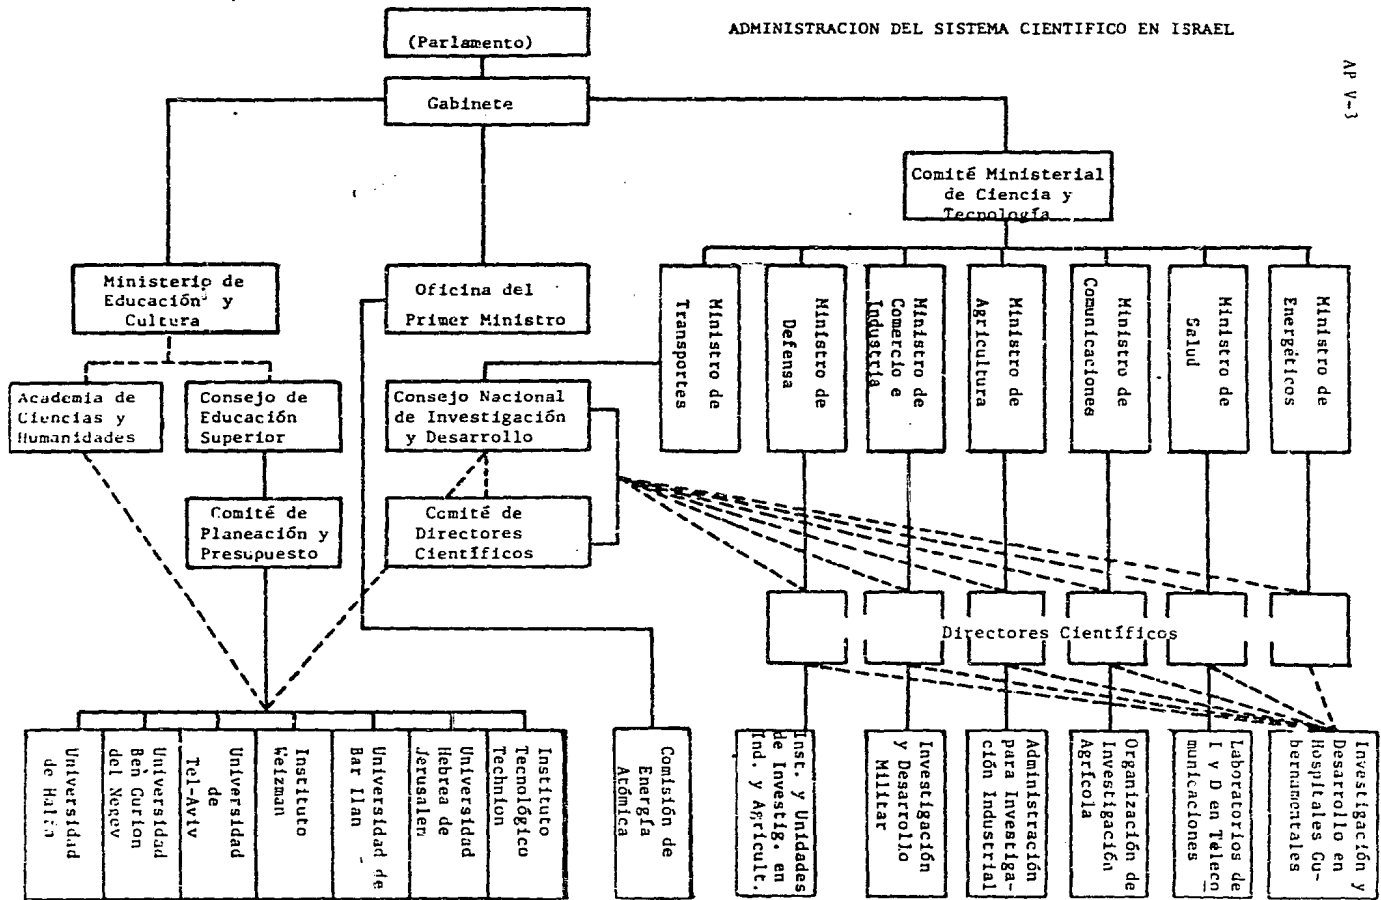 ADMINISTRACION DEL SISTEMA CIENTIFICO EN ISRAEL
AP V-3
(Parlamento)
Gabinete
Comité Ministerial
de Ciencia y
Tecnología
Ministerio de
Educación y
Cultura
Oficina del
Primer Ministro
Ministro de
Transportes
Ministro de
Defensa
Ministro de
Comercio e
Industria
Ministro de
Agricultura
Ministro de
Comunicaciones
Ministro de
Salud
Ministro de
Energéticos
Academia de
Ciencias y
Humanidades
Consejo de
Educación
Superior
Consejo Nacional
de Investigación
y Desarrollo
Comité de
Planeación y
Presupuesto
Comité de
Directores
Científicos
Directores Científicos
Universidad
de Haifa
Universidad
Ben Gurion
del Negev
Universidad
de
Tel-Aviv
Instituto
Weizman
Universidad de
Bar Ilan
Universidad
Hebrea de
Jerusalen
Instituto
Tecnológico
Technion
Comisión de
Energía
Atómica
Inst. y Unidades
de Investig. en
Ind. y Agricult.
Investigación
y Desarrollo
Militar
Administración
para Investiga-
ción Industrial
Organización de
Investigación
Agrícola
Laboratorios de
I y D en Teleco
municaciones
Investigación y
Desarrollo en
Hospitales Gu-
bernamentales